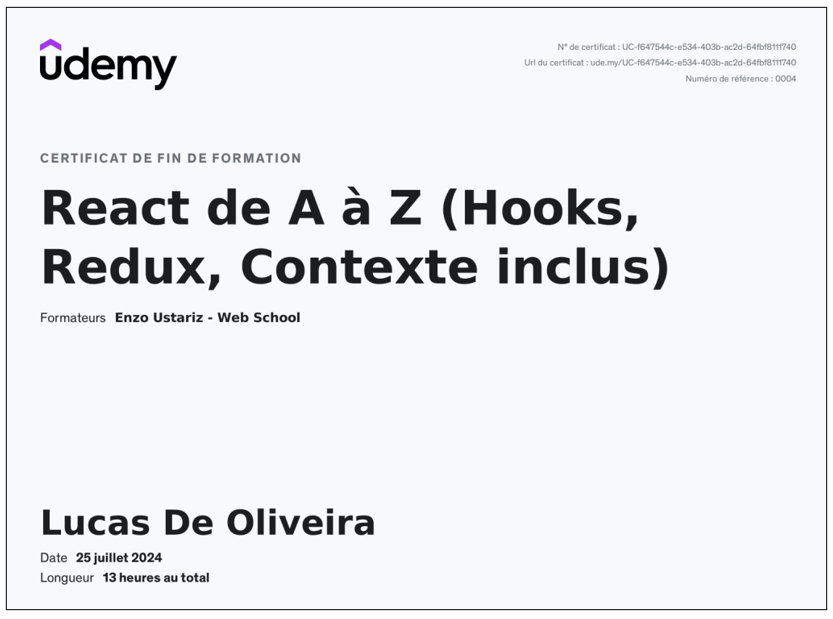 udemy
N° de certificat : UC-f647544c-e534-403b-ac2d-64fbf8111740
Url du certificat : ude.my/UC-f647544c-e534-403b-ac2d-64fbf8111740
Numéro de référence : 0004
CERTIFICAT DE FIN DE FORMATION
React de A à Z (Hooks,
Redux, Contexte inclus)
Formateurs Enzo Ustariz - Web School
Lucas De Oliveira
Date 25 juillet 2024
Longueur 13 heures au total